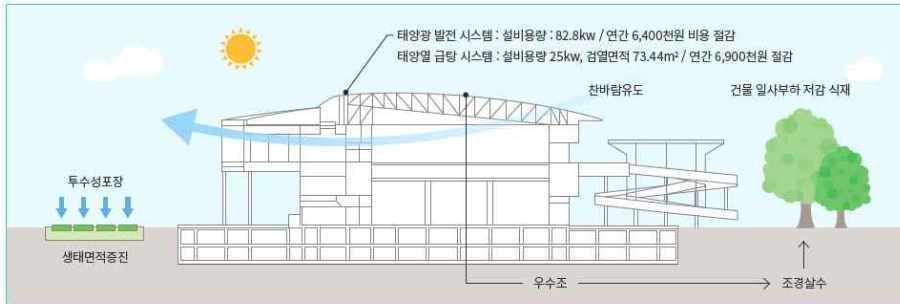 태양광 발전 시스템 : 설비용량 : 82.8kw / 연간 6,400천원 비용 절감
태양열 급탕 시스템 : 설비용량 25kw, 검열면적 73.44m² / 연간 6,900천원 절감
찬바람유도
건물 일사부하 저감 식재
투수성포장
생태면적증진
우수조
조경살수